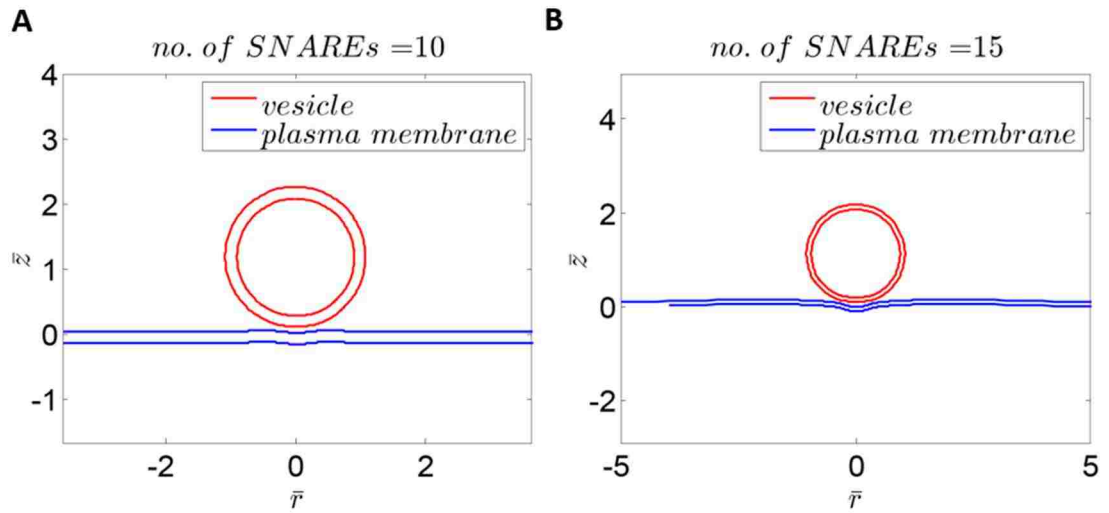 A
no. of SNAREs =10
vesicle
plasma membrane
4
3
2
1
0
-1
z̄
-2
0
2
r̄
B
no. of SNAREs =15
vesicle
plasma membrane
4
2
0
-2
z̄
-5
0
5
r̄